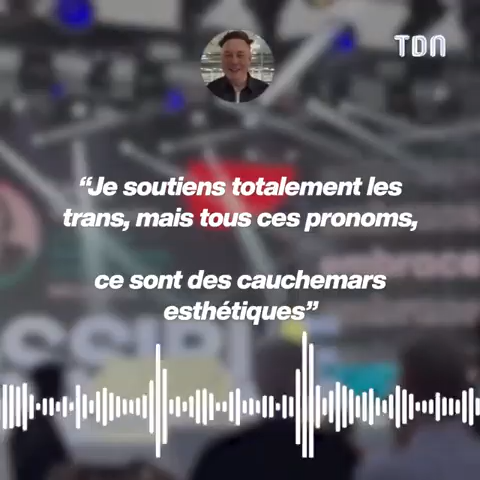 TDN
“Je soutiens totalement les
trans, mais tous ces pronoms,
ce sont des cauchemars
esthétiques”